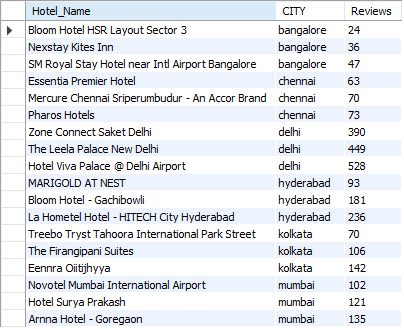 Hotel_Name CITY Reviews
Bloom Hotel HSR Layout Sector 3 bangalore 24
Nexstay Kites Inn bangalore 36
SM Royal Stay Hotel near Intl Airport Bangalore bangalore 47
Essentia Premier Hotel chennai 63
Mercure Chennai Sriperumbudur - An Accor Brand chennai 70
Pharos Hotels chennai 73
Zone Connect Saket Delhi delhi 390
The Leela Palace New Delhi delhi 449
Hotel Viva Palace @ Delhi Airport delhi 528
MARIGOLD AT NEST hyderabad 93
Bloom Hotel - Gachibowli hyderabad 181
La Hometel Hotel - HITECH City Hyderabad hyderabad 236
Treebo Tryst Tahoora International Park Street kolkata 70
The Firangipani Suites kolkata 106
Eennra Oiitijhyya kolkata 142
Novotel Mumbai International Airport mumbai 102
Hotel Surya Prakash mumbai 121
Arnna Hotel - Goregaon mumbai 135